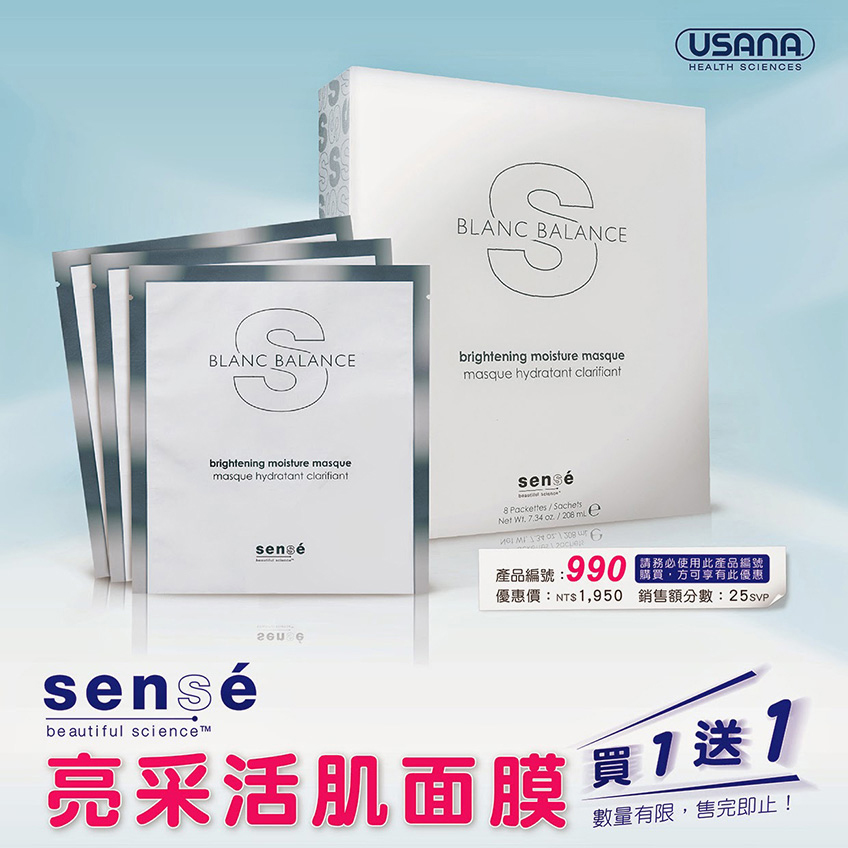 USANA
HEALTH SCIENCES
S
BLANC BALANCE
brightening moisture masque
masque hydratant clarifiant
sensé
beautiful science™
8 Packettes / Sachets
Net Wt. 7.34 oz. / 208 mL e
S
BLANC BALANCE
brightening moisture masque
masque hydratant clarifiant
sensé
beautiful science™
產品編號：990
請務必使用此產品編號
購買，方可享有此優惠
優惠價：NT$1,950 銷售額分數：25SVP
sensé
beautiful science™
亮采活肌面膜
買1送1
數量有限，售完即止！